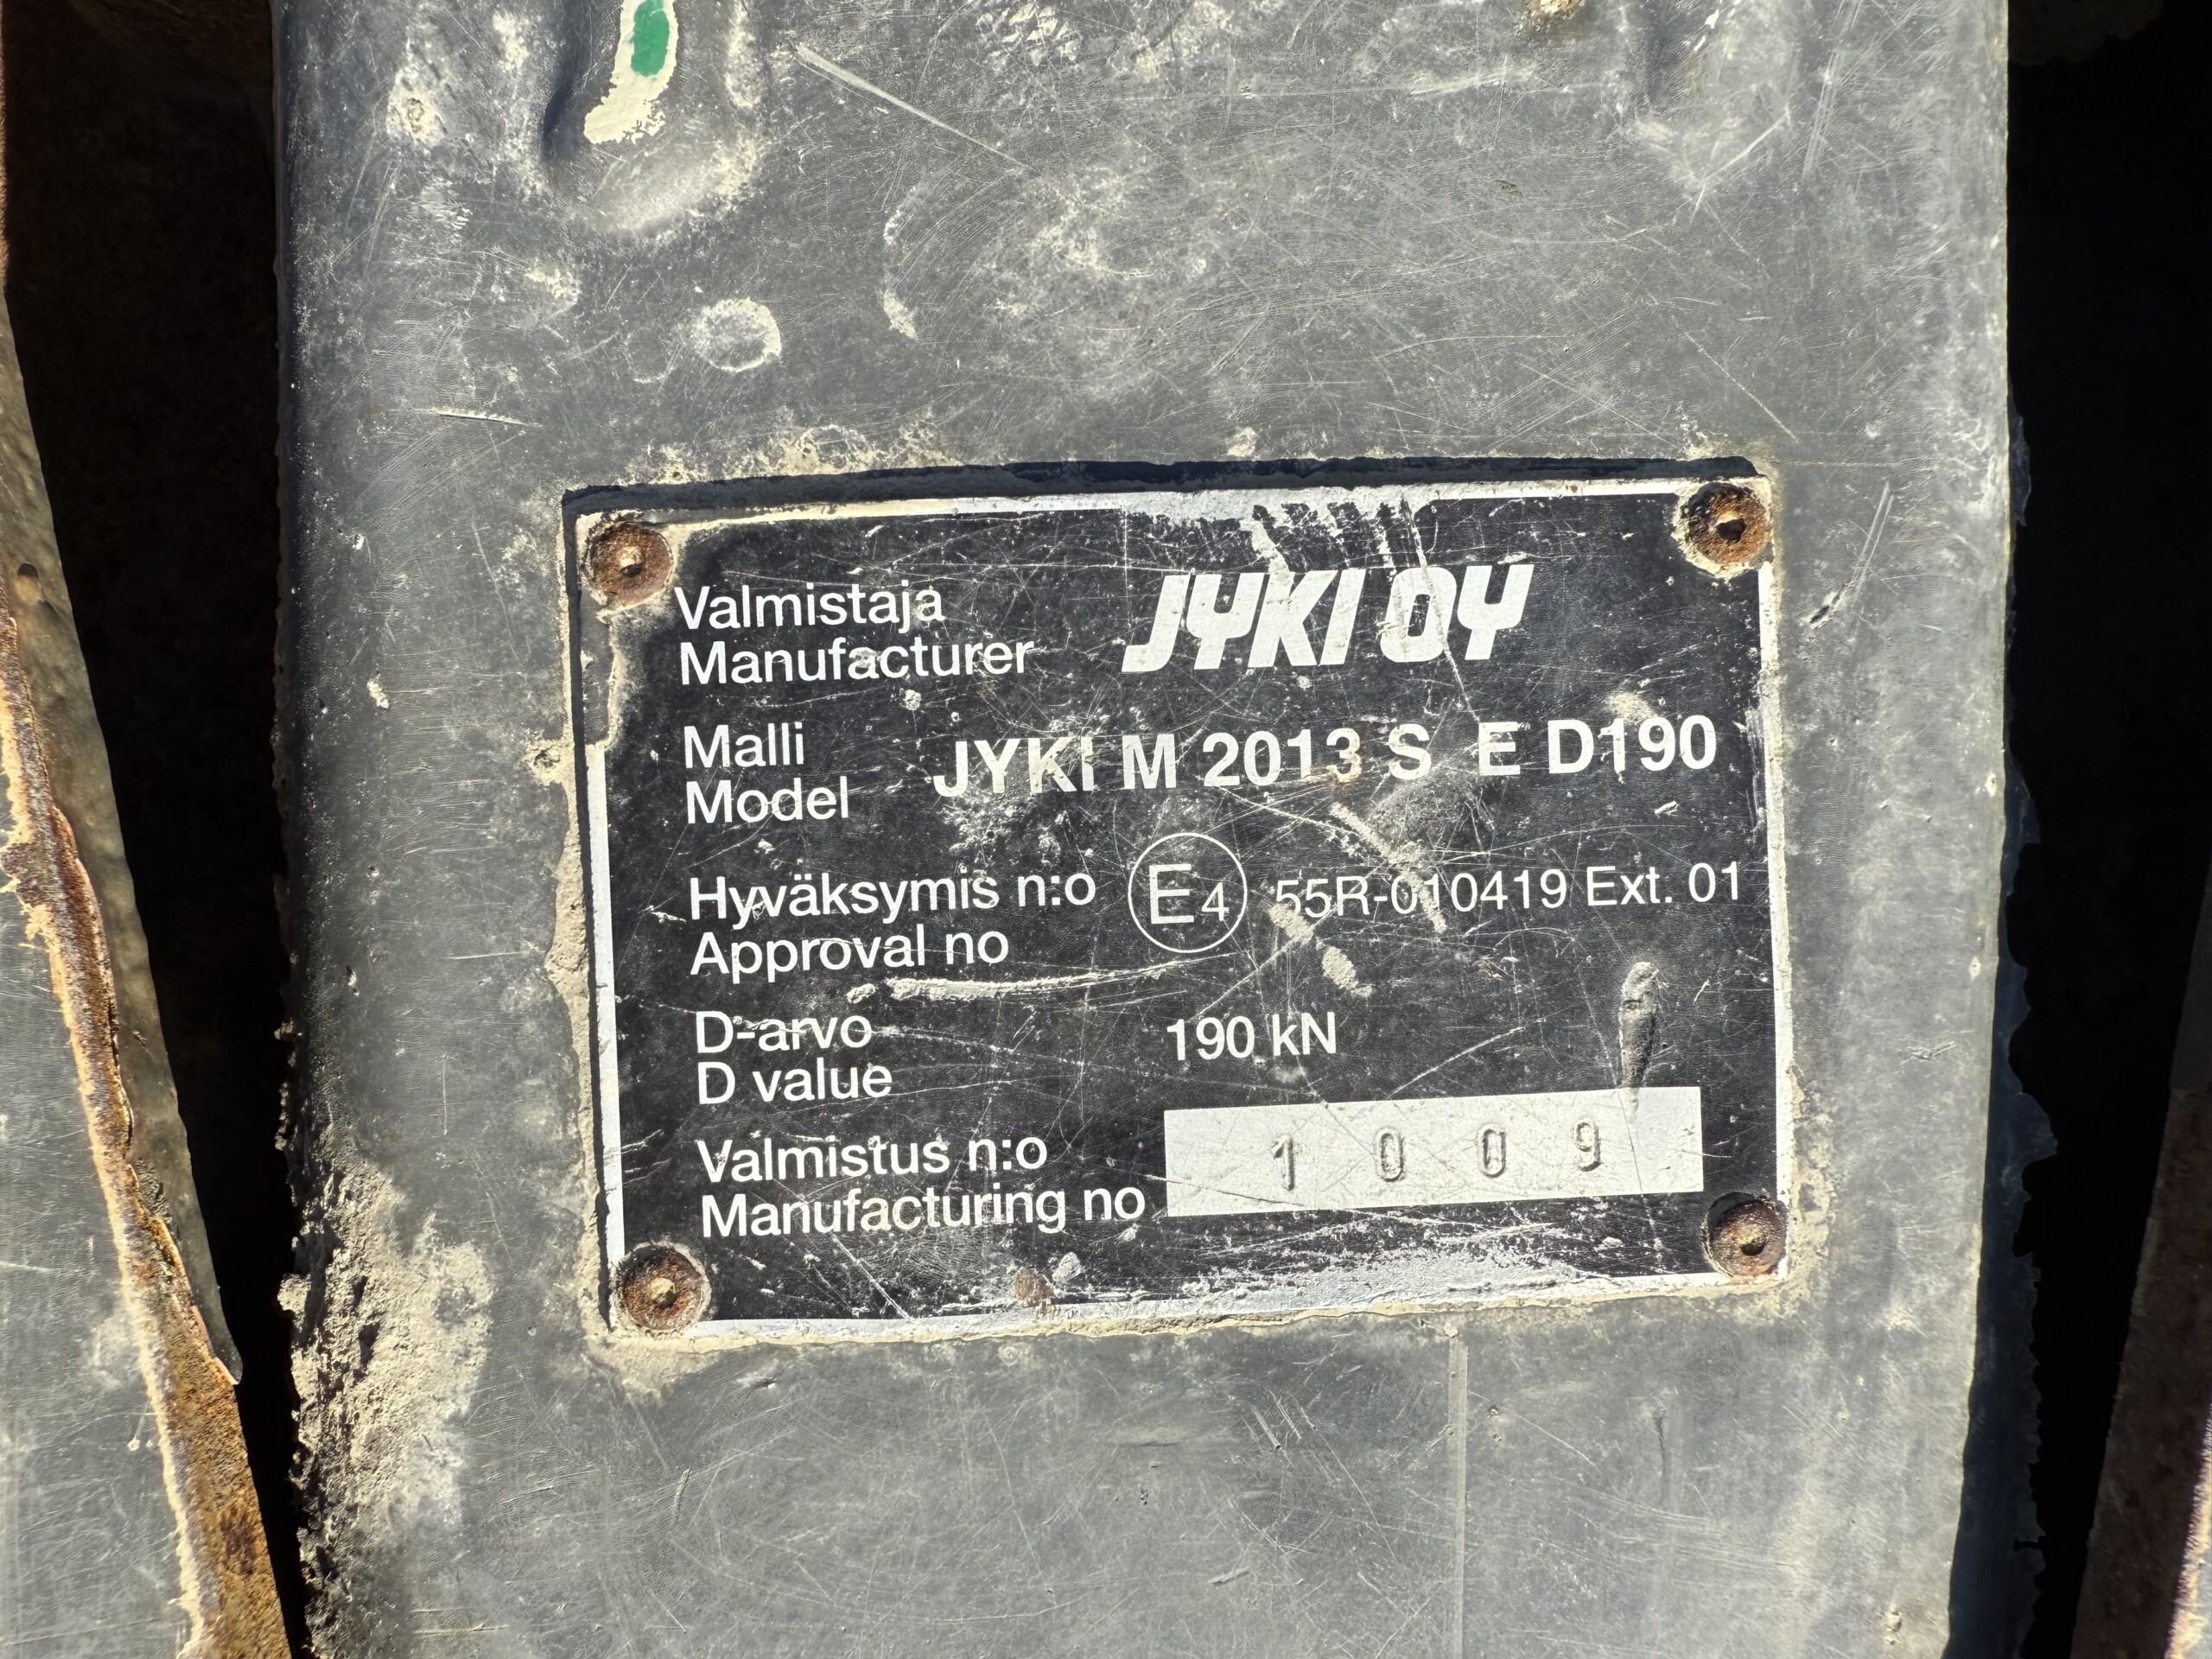 Valmistaja
Manufacturer
JYKI OY
Malli
Model
JYKI M 2013 S E D190
Hyväksymis n:o
Approval no
E4 55R-010419 Ext. 01
D-arvo
D value
190 kN
Valmistus n:o
Manufacturing no
1009